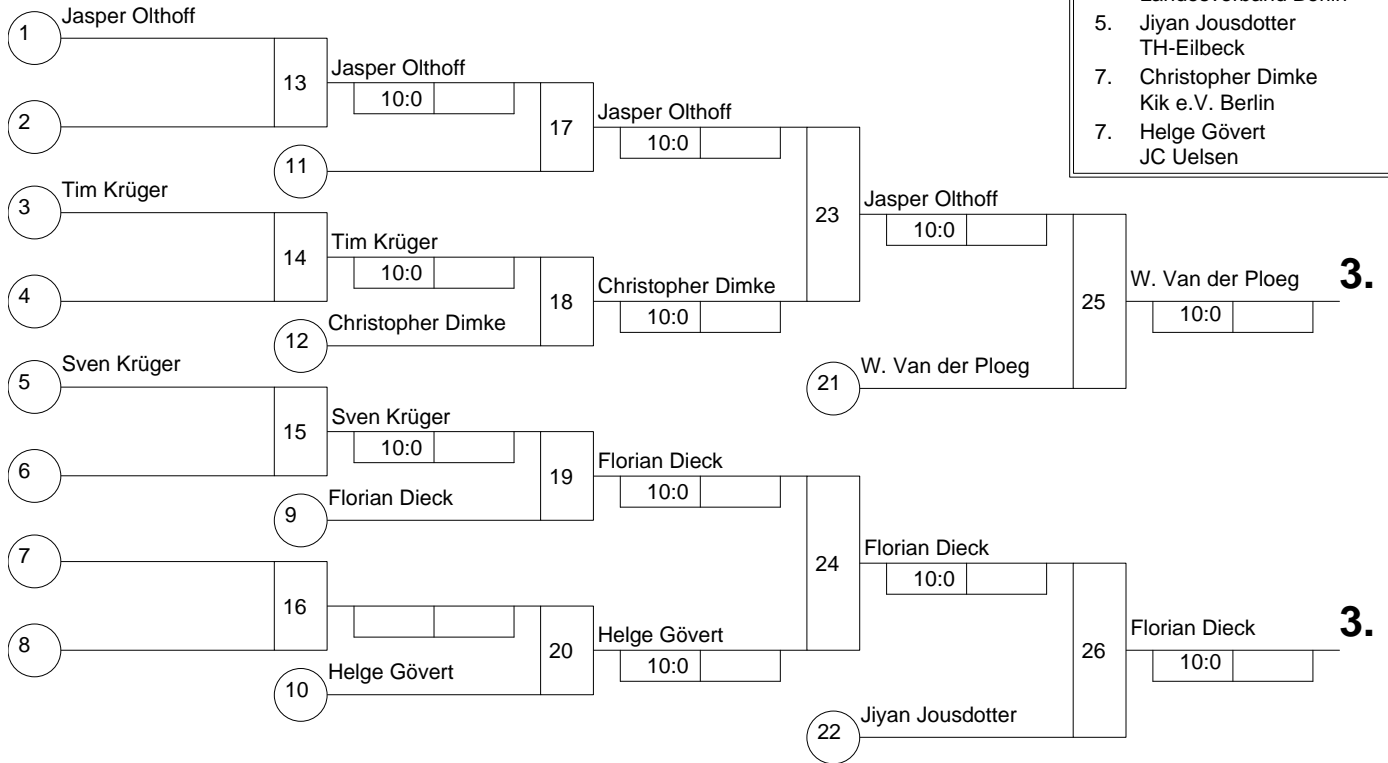 Landesverband Berlin
5. Jiyan Jousdotter
TH-Eilbeck
7. Christopher Dimke
Kik e.V. Berlin
7. Helge Gövert
JC Uelsen
1 Jasper Olthoff
2
13 Jasper Olthoff
10:0
11
17 Jasper Olthoff
10:0
3 Tim Krüger
4
14 Tim Krüger
10:0
12 Christopher Dimke
18 Christopher Dimke
10:0
23 Jasper Olthoff
10:0
21 W. Van der Ploeg
25 W. Van der Ploeg 3.
10:0
5 Sven Krüger
6
15 Sven Krüger
10:0
9 Florian Dieck
19 Florian Dieck
10:0
7
8
16
10 Helge Gövert
20 Helge Gövert
10:0
24 Florian Dieck
10:0
22 Jiyan Jousdotter
26 Florian Dieck 3.
10:0